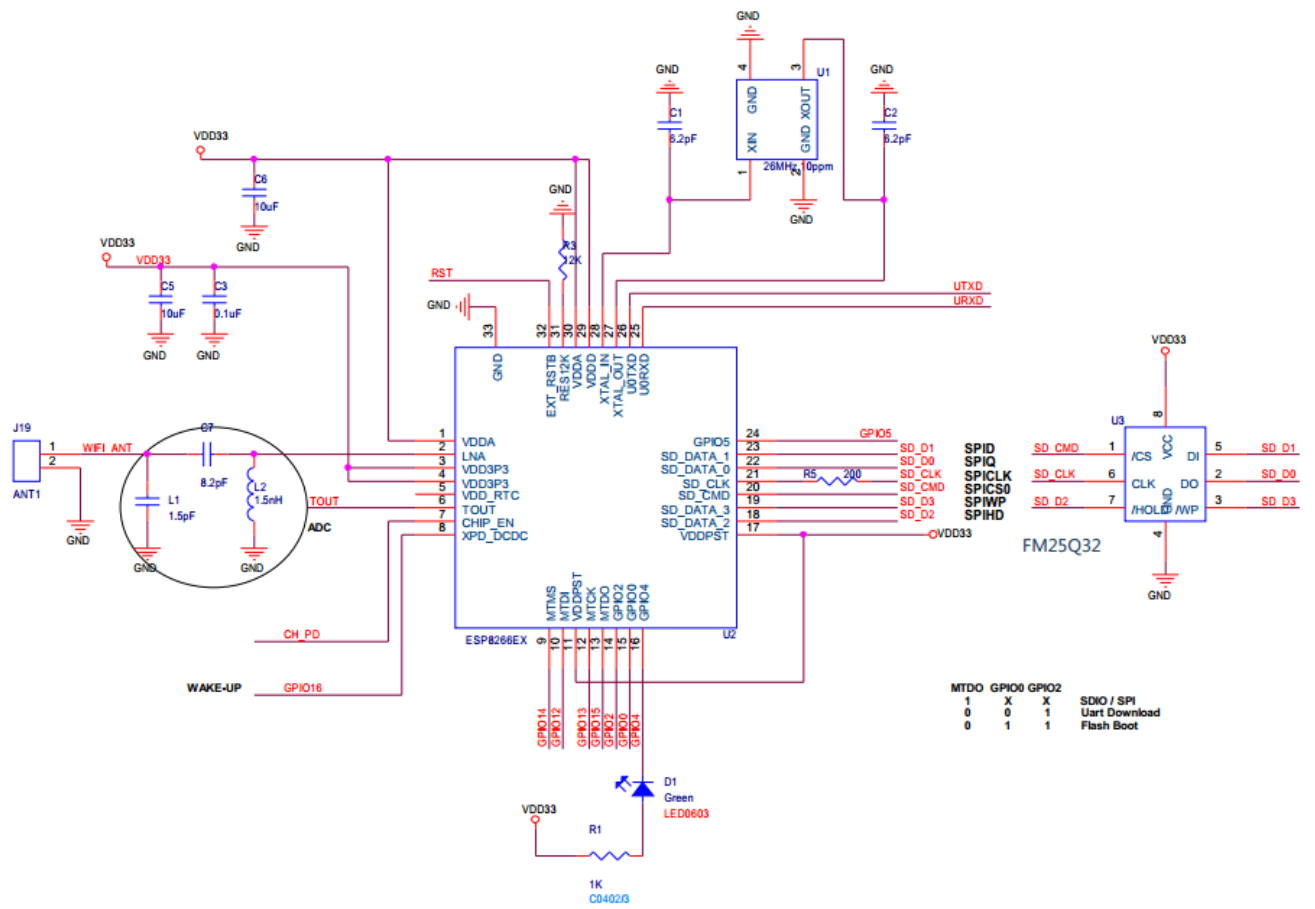 GND
4
3
U1
GND
GND
GND
XOUT
C1
6.2pF
C2
6.2pF
XIN
GND
26MHz,10ppm
1
2
GND
VDD33
C6
10uF
GND
GND
R3
12K
VDD33
VDD33
C5
10uF
C3
0.1uF
GND
GND
RST
GND
UTXD
URXD
33
32
31
30
29
28
27
26
25
GND
EXT_RSTB
RES12K
VDDA
VDDD
XTAL_IN
XTAL_OUT
U0TXD
U0RXD
J19
1
2
ANT1
GND
WIFI_ANT
C7
8.2pF
L1
1.5pF
L2
1.5nH
GND
GND
TOUT
ADC
1 VDDA
2 LNA
3 VDD3P3
4 VDD3P3
5 VDD_RTC
6 TOUT
7 CHIP_EN
8 XPD_DCDC
GPIO5 24 GPIO5
SD_DATA_1 23 SD_D1 SPID
SD_DATA_0 22 SD_D0 SPIQ
SD_CLK 21 R5 200 SD_CLK SPICLK
SD_CMD 20 SD_CMD SPICS0
SD_DATA_3 19 SD_D3 SPIWP
SD_DATA_2 18 SD_D2 SPIHD
VDDPST 17 VDD33
VDD33
U3
8
VCC
SD_CMD 1 /CS DI 5 SD_D1
SD_CLK 6 CLK DO 2 SD_D0
SD_D2 7 /HOLD /WP 3 SD_D3
GND
4
GND
FM25Q32
MTMS
MTDI
VDDPST
MTCK
MTDO
GPIO2
GPIO0
GPIO4
ESP8266EX
U2
9
10
11
12
13
14
15
16
CH_PD
WAKE-UP GPIO16
GPIO14
GPIO12
GPIO13
GPIO15
GPIO2
GPIO0
GPIO4
MTDO GPIO0 GPIO2
1 X X SDIO / SPI
0 0 1 Uart Download
0 1 1 Flash Boot
D1
Green
LED0603
VDD33
R1
1K
C0402/3